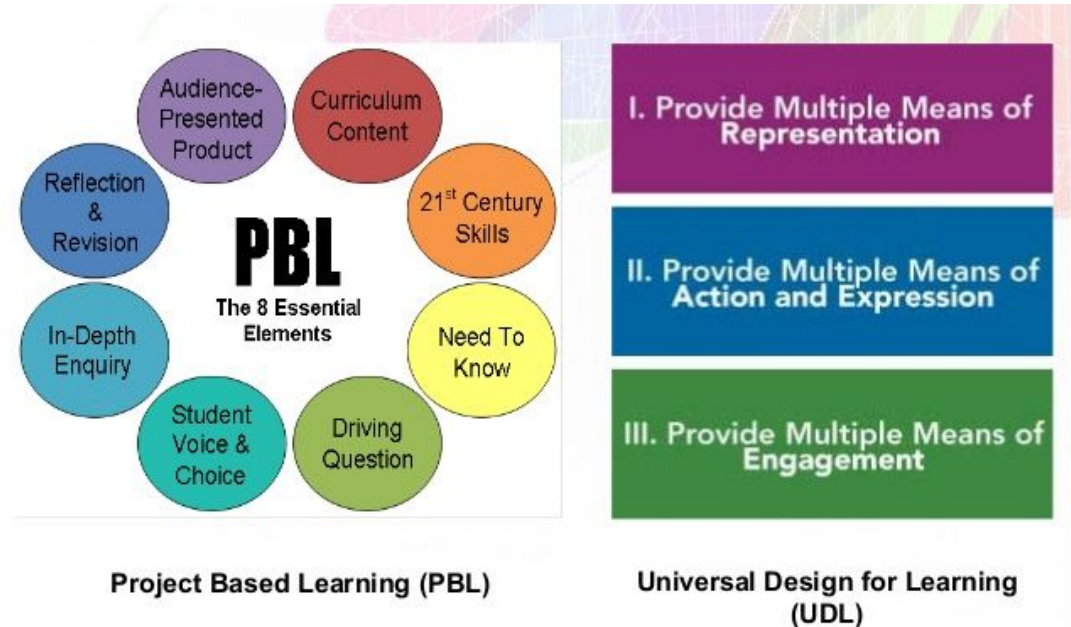 Audience-
Presented
Product
Curriculum
Content
21st Century
Skills
Need To
Know
Driving
Question
Student
Voice &
Choice
In-Depth
Enquiry
Reflection
&
Revision
PBL
The 8 Essential
Elements
Project Based Learning (PBL)
I. Provide Multiple Means of
Representation
II. Provide Multiple Means of
Action and Expression
III. Provide Multiple Means of
Engagement
Universal Design for Learning
(UDL)